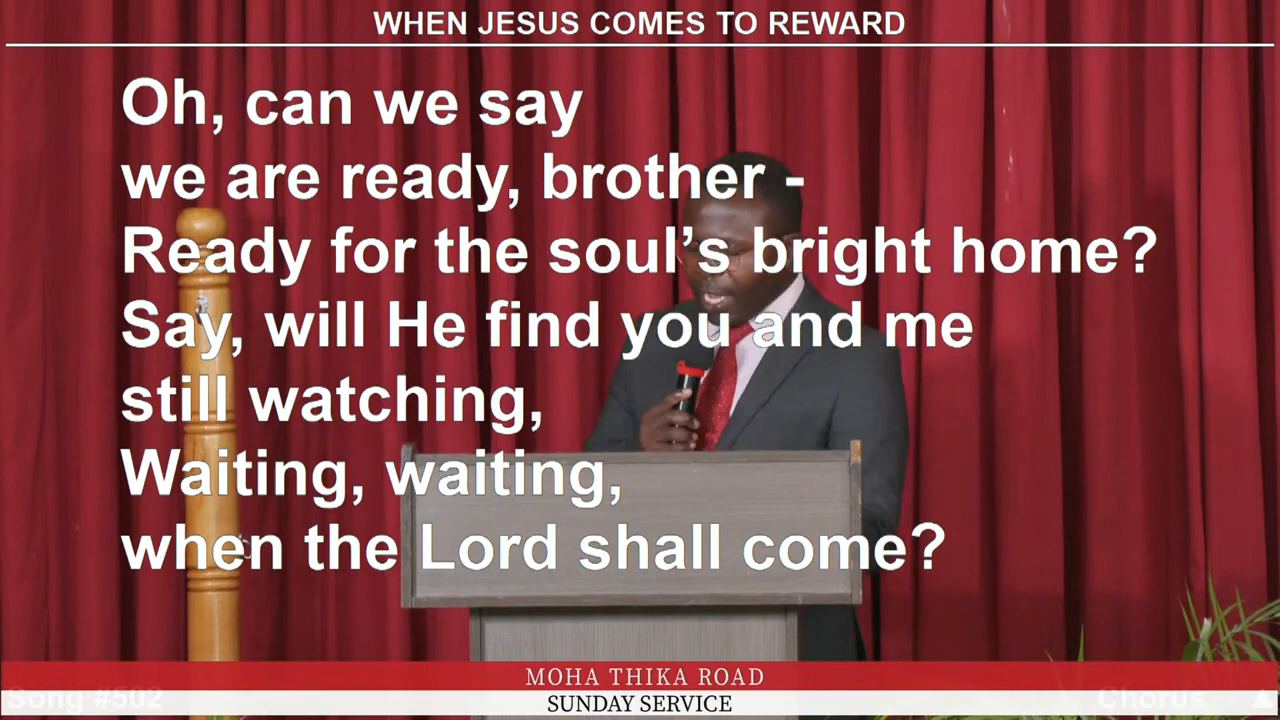 WHEN JESUS COMES TO REWARD
Oh, can we say
we are ready, brother -
Ready for the soul’s bright home?
Say, will He find you and me
still watching,
Waiting, waiting,
when the Lord shall come?
MOHA THIKA ROAD
Song #502
Chorus
SUNDAY SERVICE